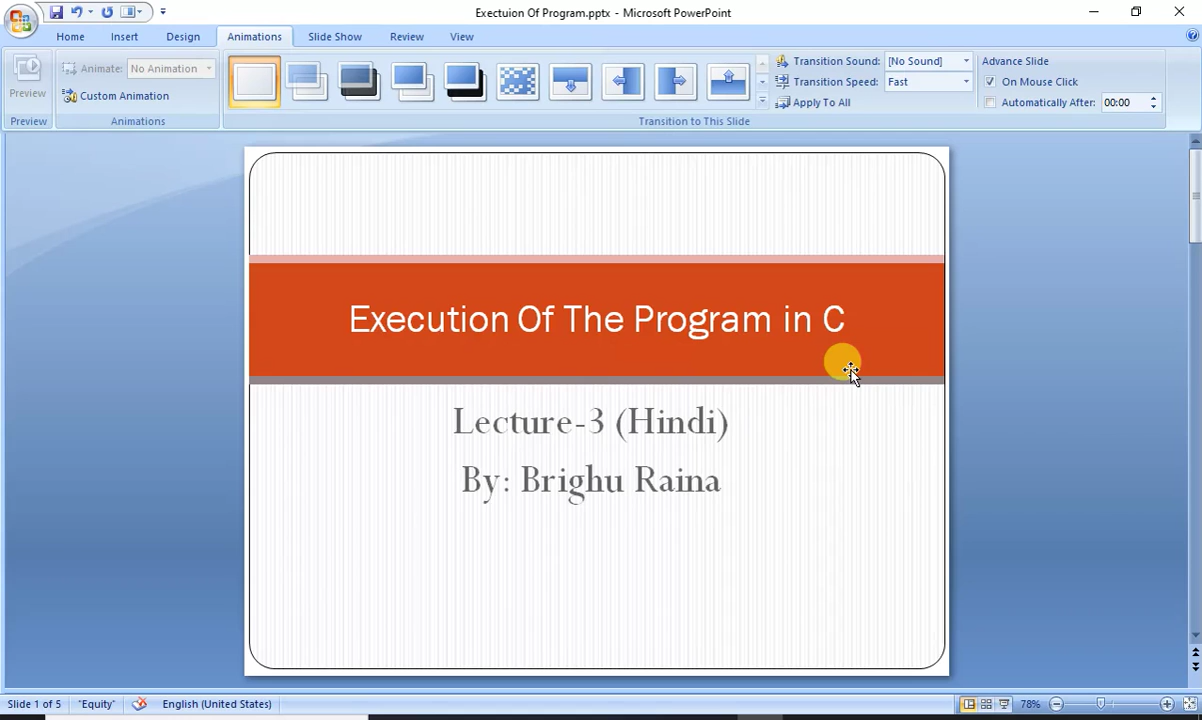 Exectuion Of Program.pptx - Microsoft PowerPoint
Home Insert Design Animations Slide Show Review View
Preview
Animate: No Animation
Custom Animation
Transition Sound: [No Sound]
Transition Speed: Fast
Apply To All
Advance Slide
On Mouse Click
Automatically After: 00:00
Preview Animations Transition to This Slide
Execution Of The Program in C
Lecture-3 (Hindi)
By: Brighu Raina
Slide 1 of 5 "Equity" English (United States) 78%